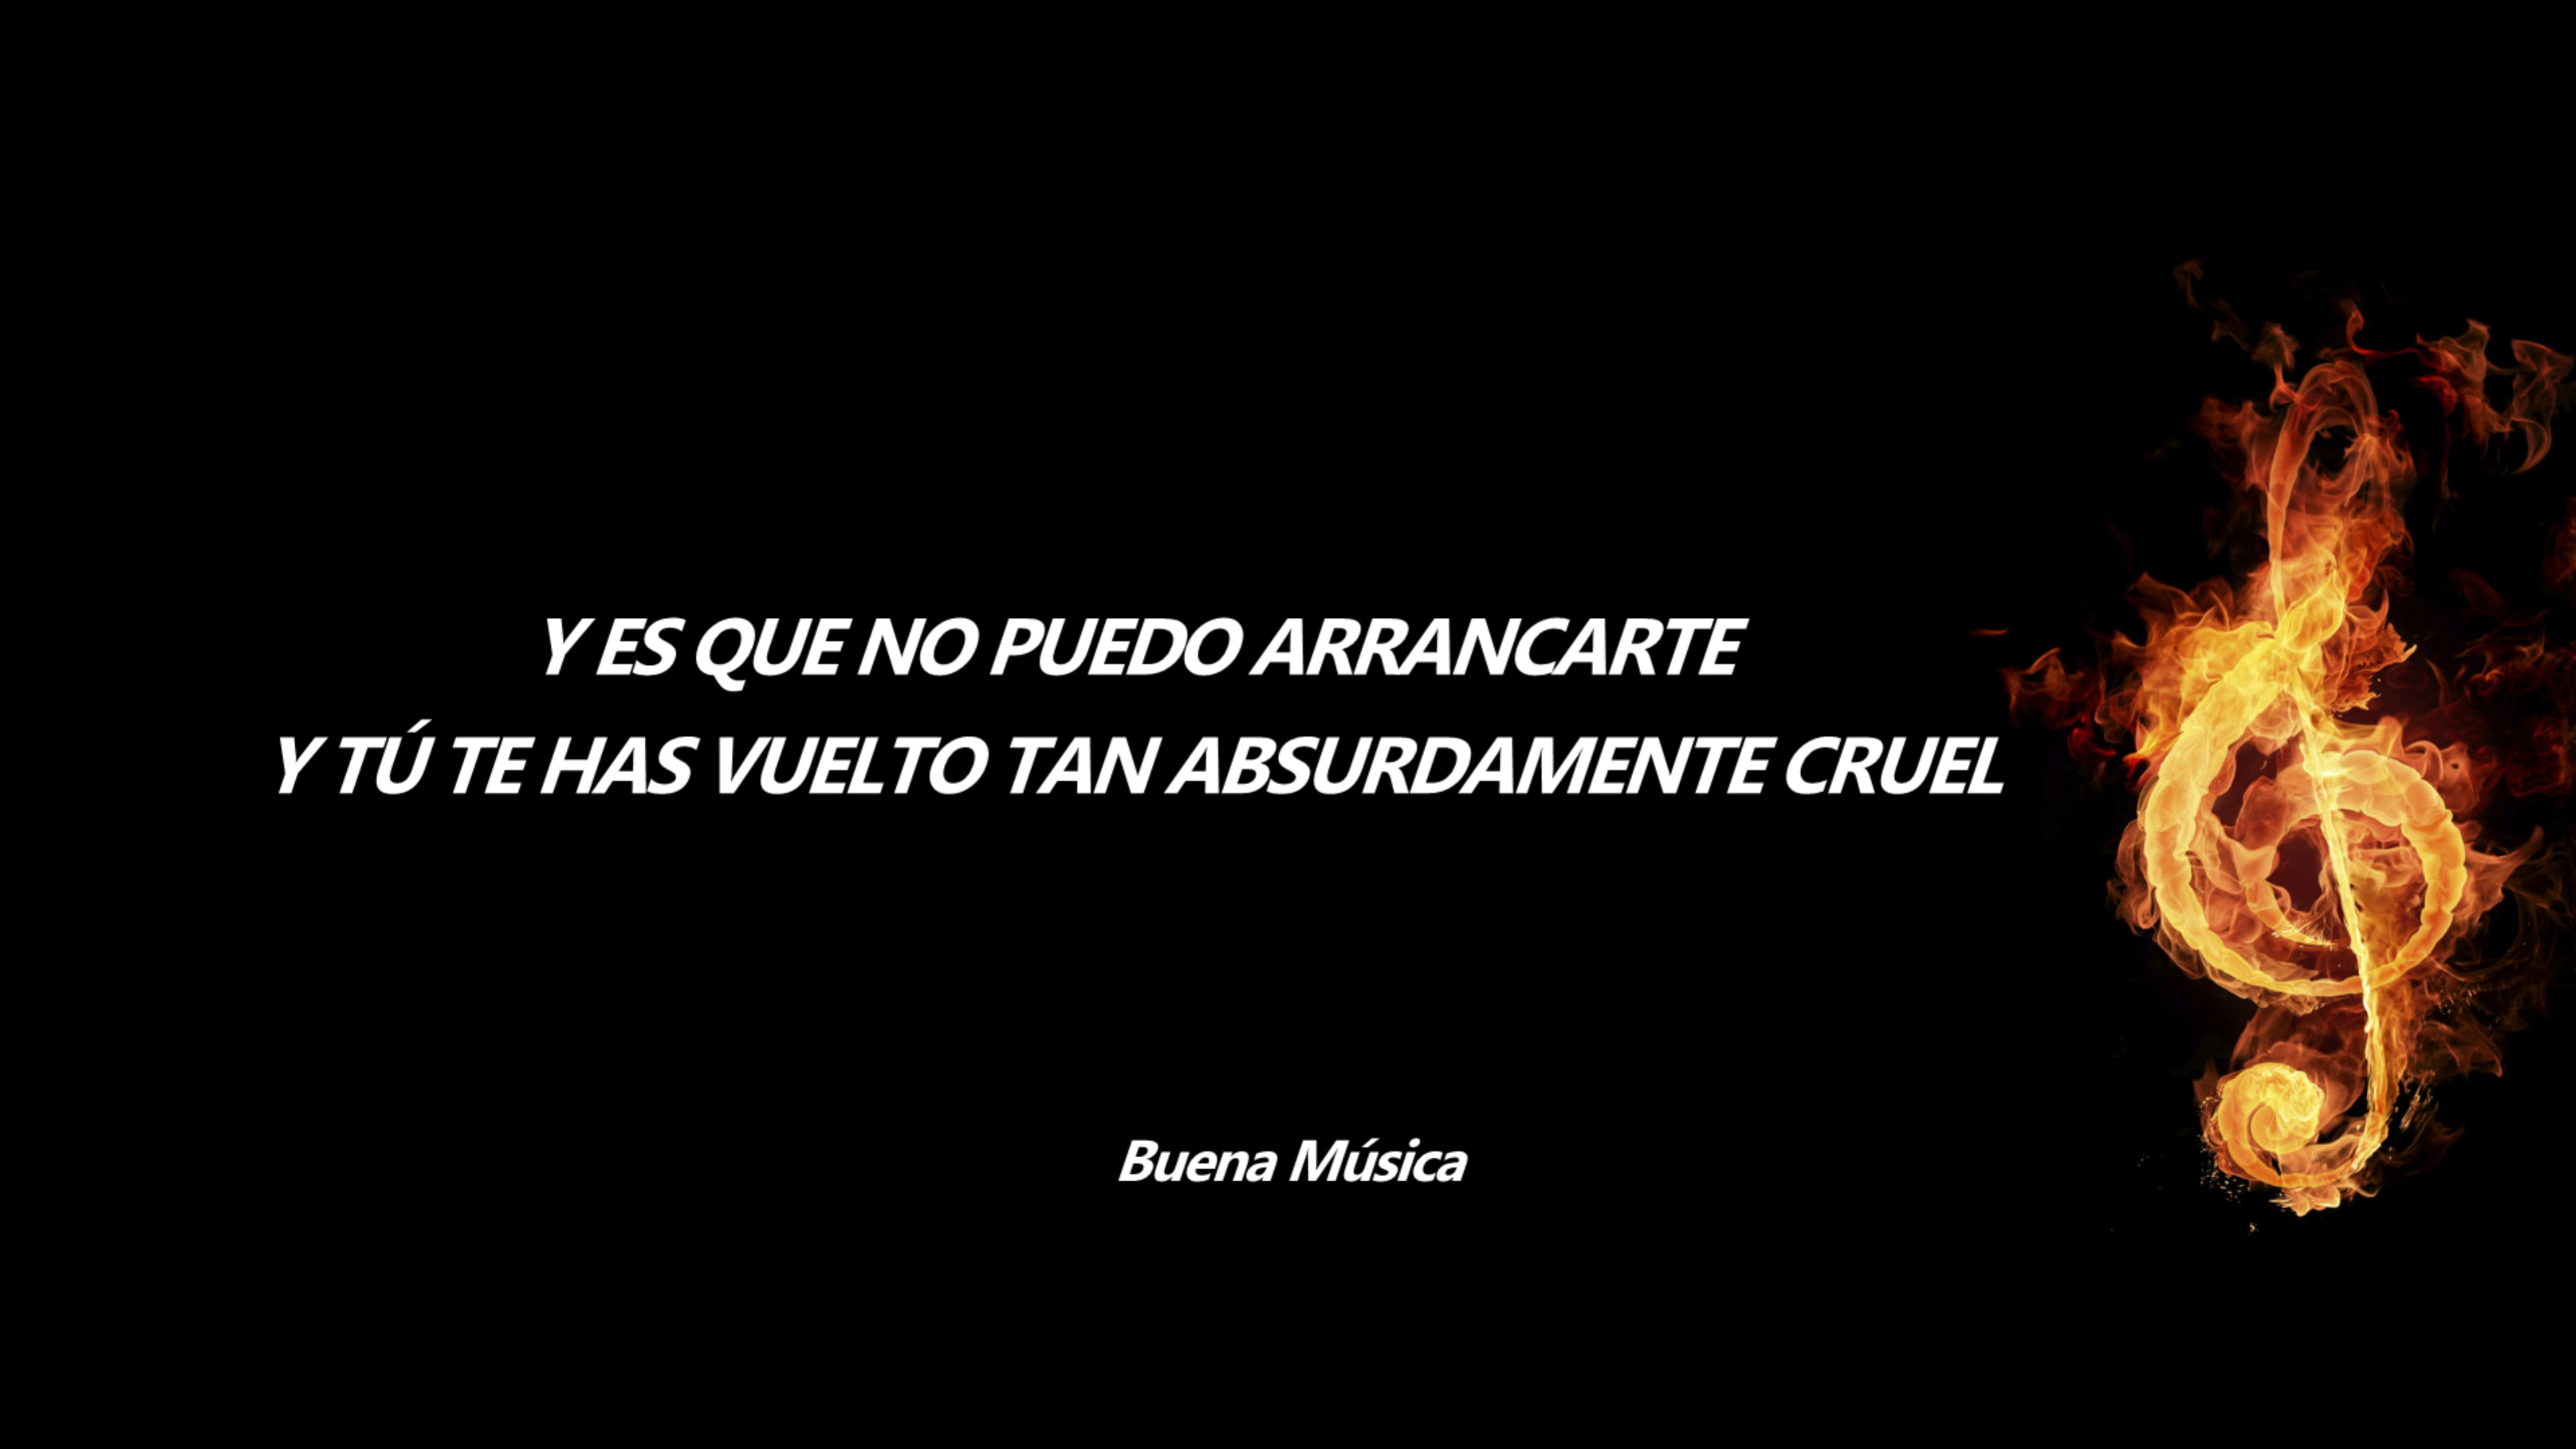 Y ES QUE NO PUEDO ARRANCARTE
Y TÚ TE HAS VUELTO TAN ABSURDAMENTE CRUEL
Buena Música